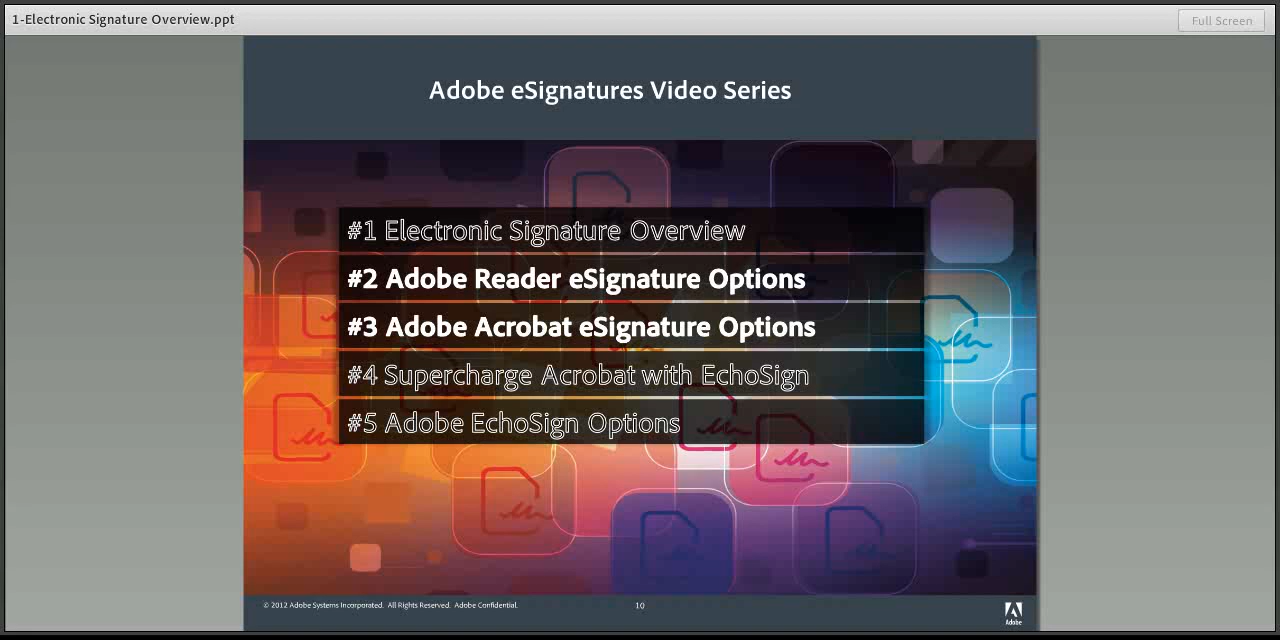 1-Electronic Signature Overview.ppt
Full Screen
Adobe eSignatures Video Series
#1 Electronic Signature Overview
#2 Adobe Reader eSignature Options
#3 Adobe Acrobat eSignature Options
#4 Supercharge Acrobat with EchoSign
#5 Adobe EchoSign Options
© 2012 Adobe Systems Incorporated. All Rights Reserved. Adobe Confidential.
10
Adobe